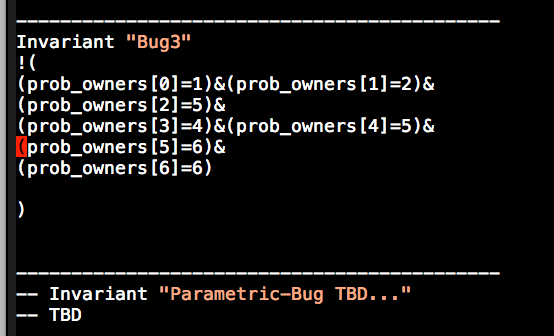 --------------------------------------------
Invariant "Bug3"
!(
(prob_owners[0]=1)&(prob_owners[1]=2)&
(prob_owners[2]=5)&
(prob_owners[3]=4)&(prob_owners[4]=5)&
(prob_owners[5]=6)&
(prob_owners[6]=6)
)
--------------------------------------------
-- Invariant "Parametric-Bug TBD..."
-- TBD